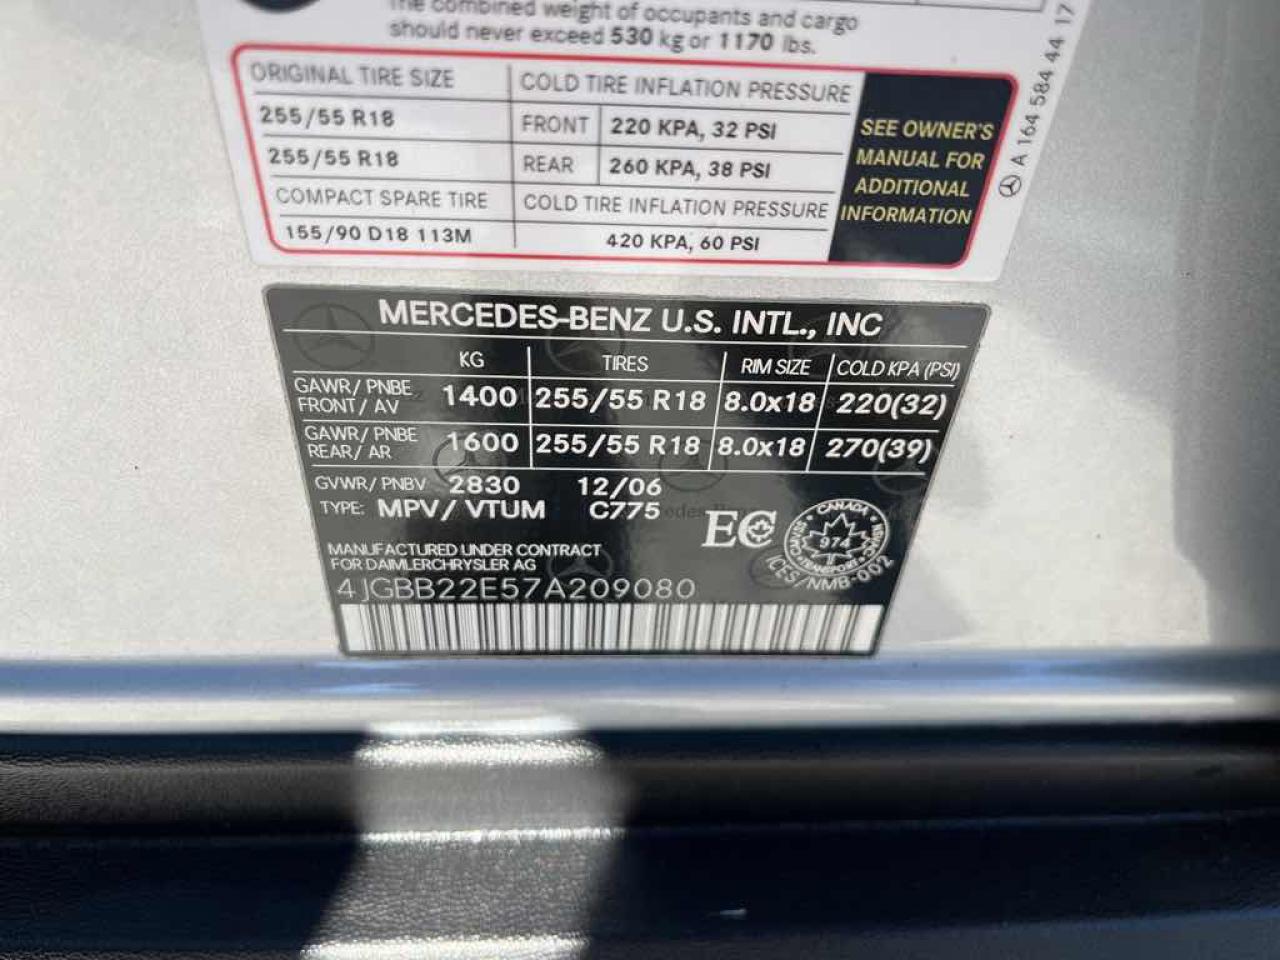 The combined weight of occupants and cargo
should never exceed 530 kg or 1170 lbs.
ORIGINAL TIRE SIZE COLD TIRE INFLATION PRESSURE
255/55 R18 FRONT 220 KPA, 32 PSI
255/55 R18 REAR 260 KPA, 38 PSI
COMPACT SPARE TIRE COLD TIRE INFLATION PRESSURE
155/90 D18 113M 420 KPA, 60 PSI
SEE OWNER'S
MANUAL FOR
ADDITIONAL
INFORMATION
A 164 584 44 17
MERCEDES-BENZ U.S. INTL., INC
KG TIRES RIM SIZE COLD KPA (PSI)
GAWR/ PNBE
FRONT/ AV 1400 255/55 R18 8.0x18 220(32)
GAWR/ PNBE
REAR/ AR 1600 255/55 R18 8.0x18 270(39)
GVWR/ PNBV 2830 12/06
TYPE: MPV/ VTUM C775
EC
CANADA
974
TRANSPORT
CMVSS
NSVAC
ICES/NMB-002
MANUFACTURED UNDER CONTRACT
FOR DAIMLERCHRYSLER AG
4JGBB22E57A209080